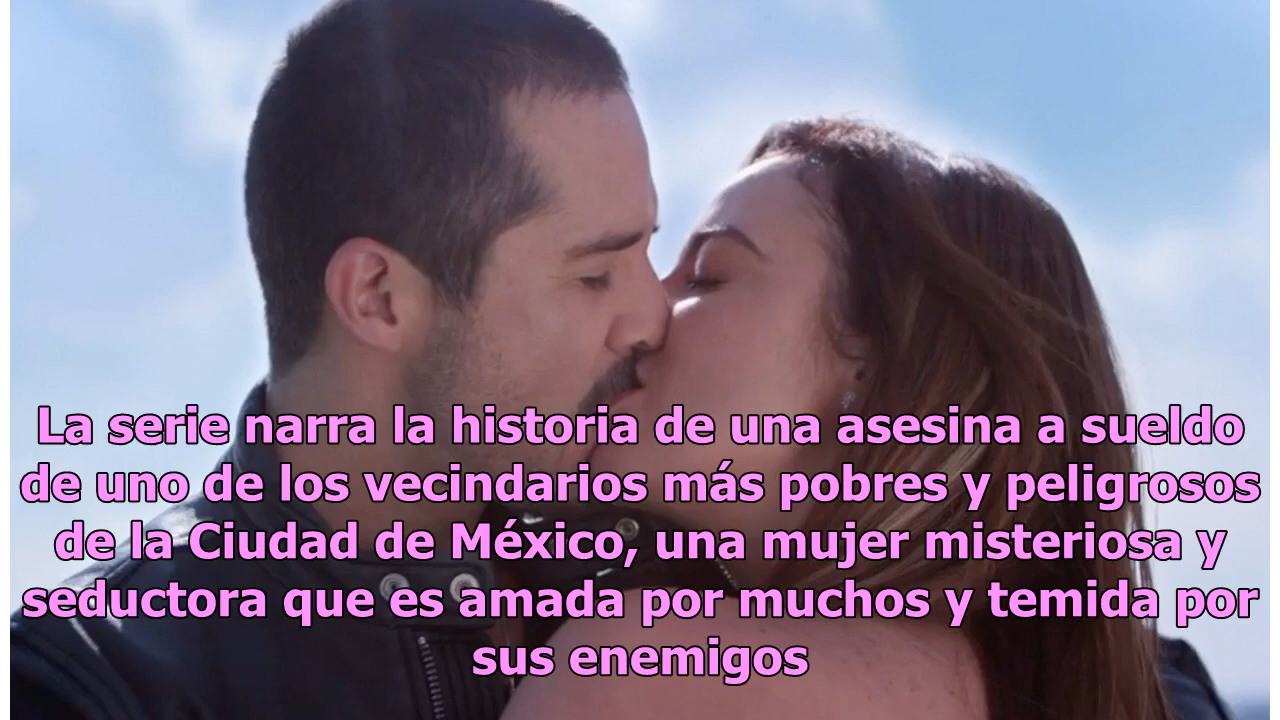 La serie narra la historia de una asesina a sueldo
de uno de los vecindarios más pobres y peligrosos
de la Ciudad de México, una mujer misteriosa y
seductora que es amada por muchos y temida por
sus enemigos